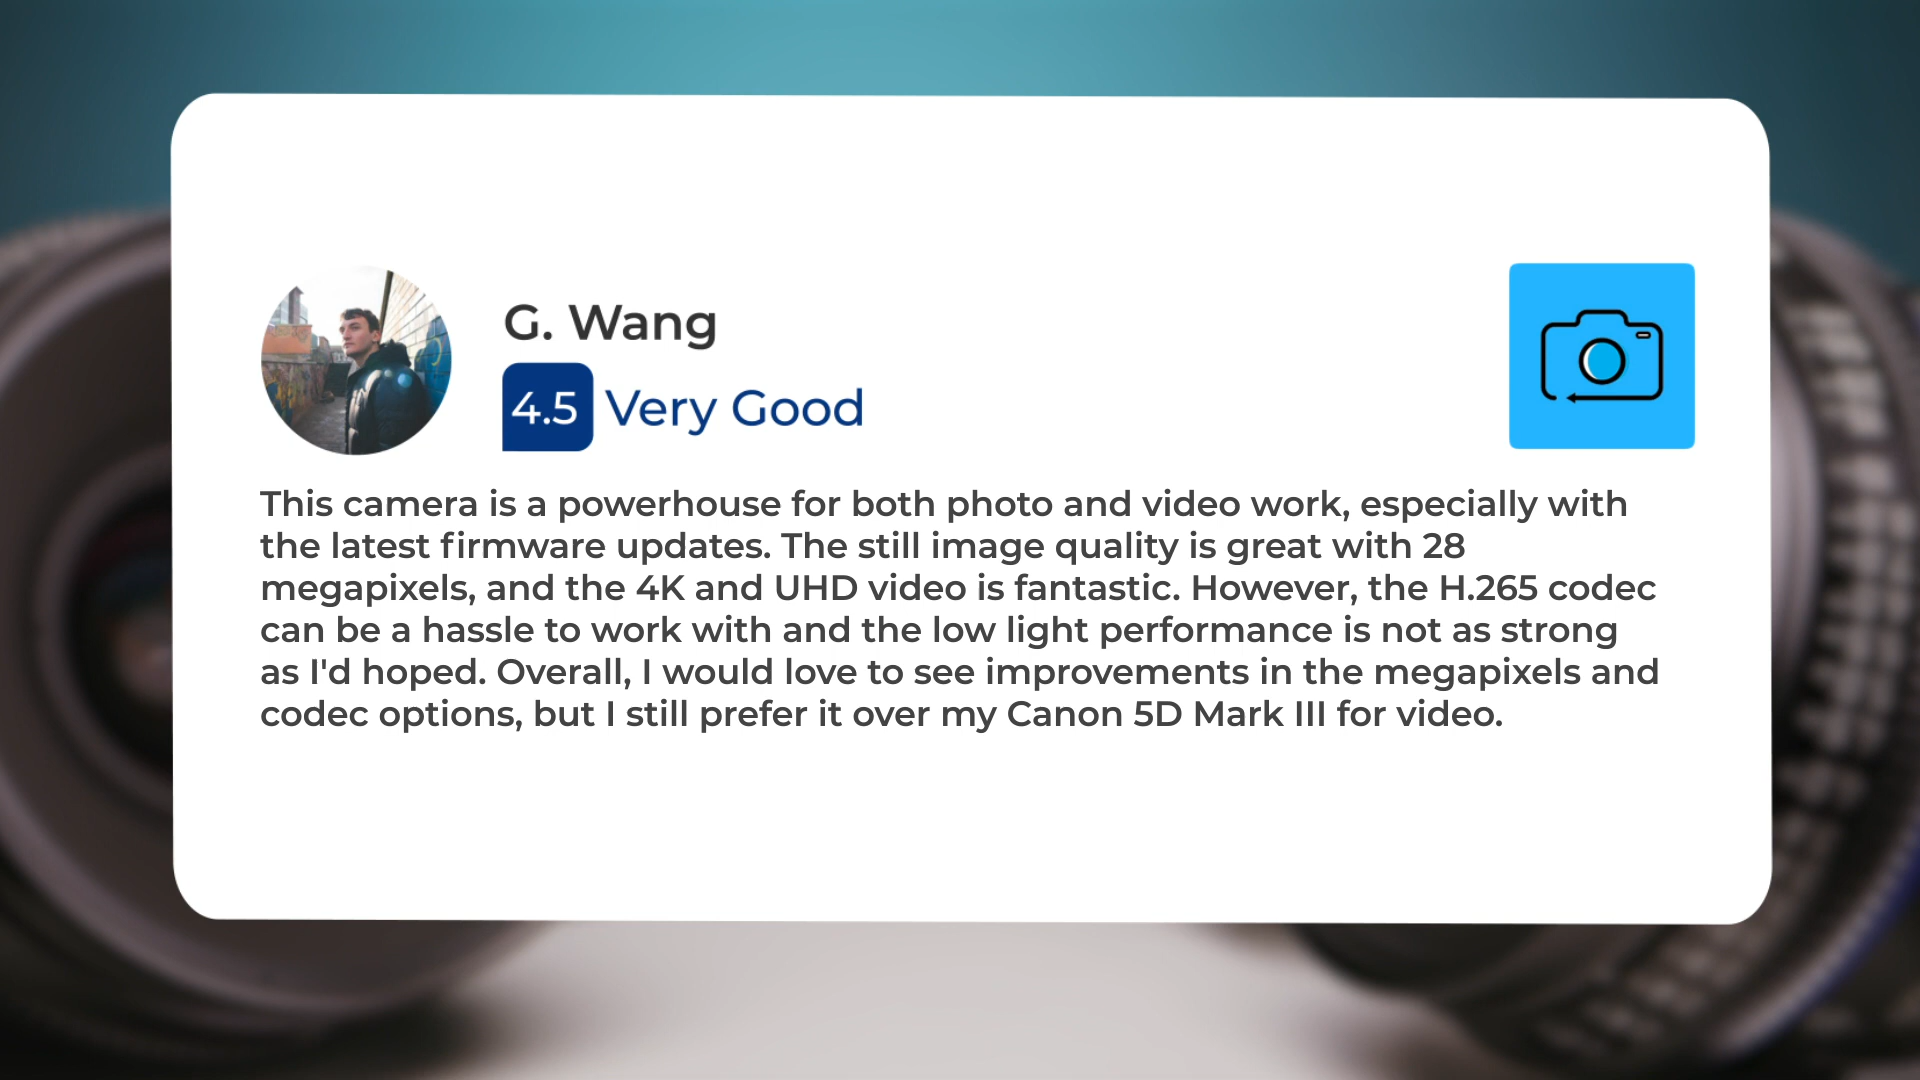 G. Wang
4.5 Very Good
This camera is a powerhouse for both photo and video work, especially with
the latest firmware updates. The still image quality is great with 28
megapixels, and the 4K and UHD video is fantastic. However, the H.265 codec
can be a hassle to work with and the low light performance is not as strong
as I'd hoped. Overall, I would love to see improvements in the megapixels and
codec options, but I still prefer it over my Canon 5D Mark III for video.